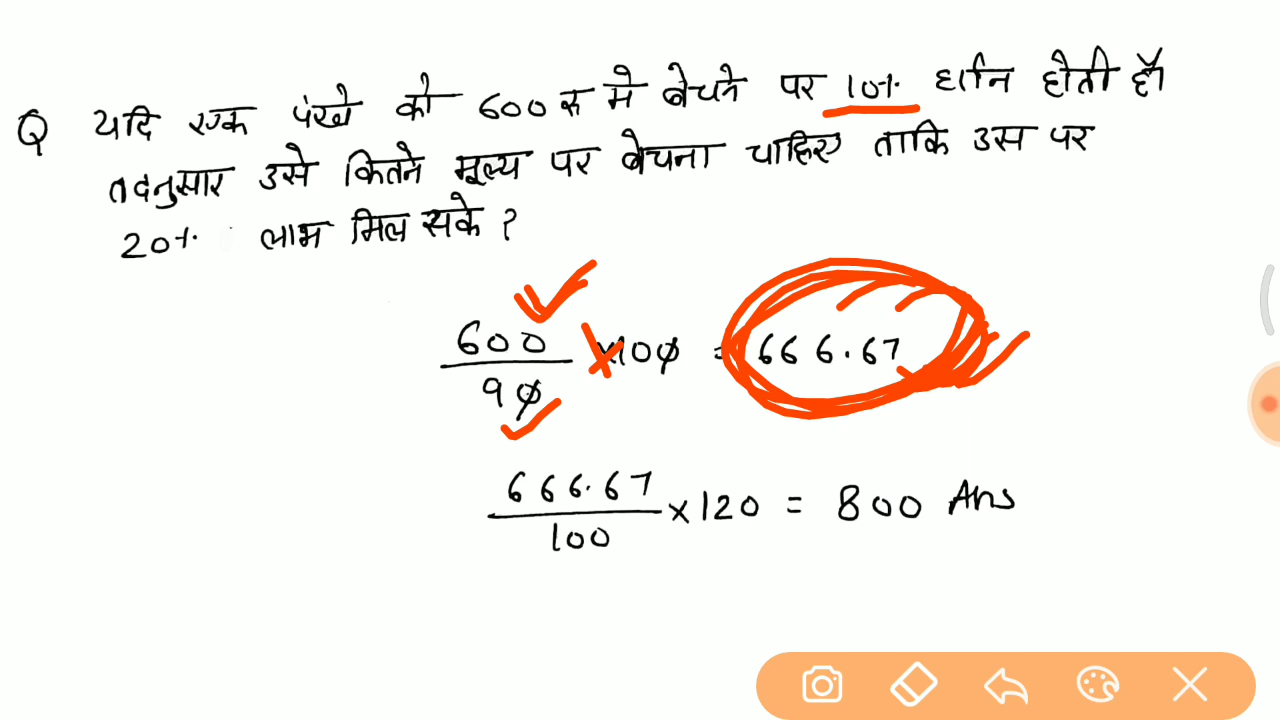 Q यदि एक पंखे को 600 रु मे बेचने पर 10% हानि होती है।
तदनुसार उसे कितने मूल्य पर बेचना चाहिए ताकि उस पर
20% लाभ मिल सके ?
600
90
×100 = 666.67
666.67
100
×120 = 800 Ans